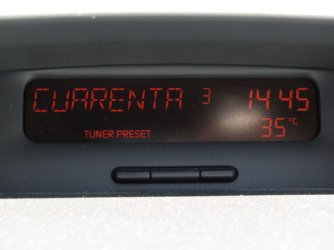 CUARENTA 3 14:45
TUNER PRESET 35 °C